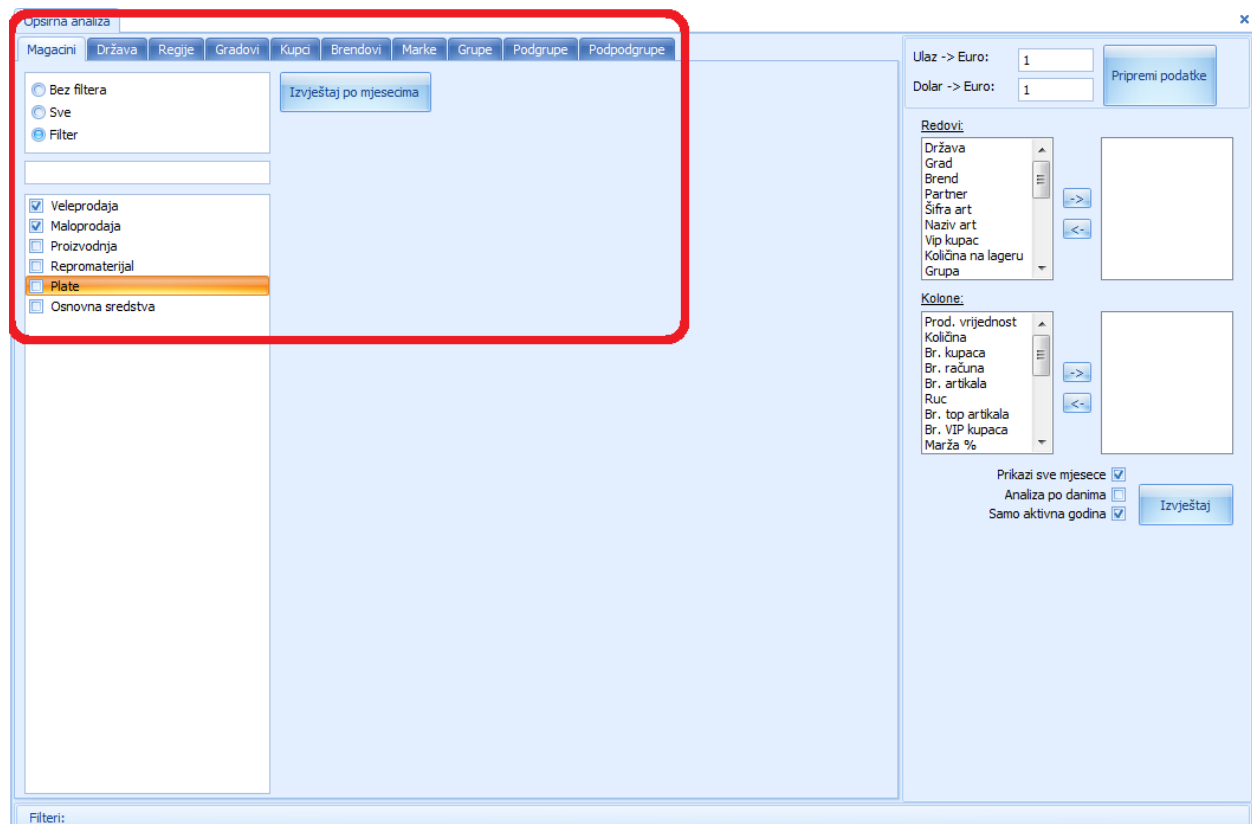 Opširna analiza
Magacini Država Regije Gradovi Kupci Brendovi Marke Grupe Podgrupe Podpodgrupe
Bez filtera
Sve
Filter
Izvještaj po mjesecima
Veleprodaja
Maloprodaja
Proizvodnja
Repromaterijal
Plate
Osnovna sredstva
Ulaz -> Euro: 1
Dolar -> Euro: 1
Pripremi podatke
Redovi:
Država
Grad
Brend
Partner
Šifra art
Naziv art
Vip kupac
Količina na lageru
Grupa
->
<-
Kolone:
Prod. vrijednost
Količina
Br. kupaca
Br. računa
Br. artikala
Ruc
Br. top artikala
Br. VIP kupaca
Marža %
->
<-
Prikazi sve mjesece
Analiza po danima
Samo aktivna godina
Izvještaj
Filteri: